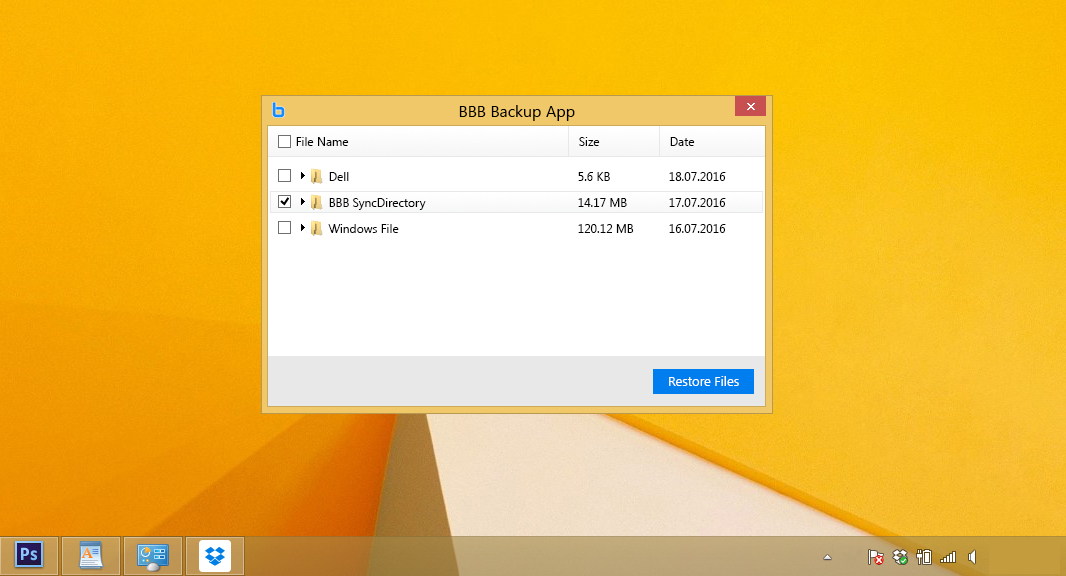 b
BBB Backup App
File Name Size Date
Dell 5.6 KB 18.07.2016
BBB SyncDirectory 14.17 MB 17.07.2016
Windows File 120.12 MB 16.07.2016
Restore Files
Ps A